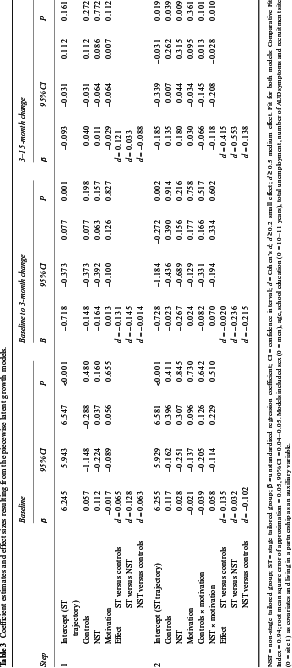 Table 3 Coefficient estimates and effect sizes resulting from the piecewise latent growth models.
Baseline Baseline to 3-month change 3–15-month change
Step β 95%CI P B 95%CI P β 95%CI P
1 Intercept (ST trajectory) 6.245 5.943 6.547 <0.001 −0.718 −0.373 0.077 0.001 −0.095 −0.031 0.112 0.161
Controls 0.057 −1.148 −0.288 0.480 −0.148 −0.373 0.077 0.198 0.040 −0.031 0.112 0.272
NST 0.112 −0.224 0.037 0.160 −0.164 −0.392 0.063 0.157 0.011 −0.064 0.086 0.772
Motivation −0.017 −0.089 0.056 0.655 0.013 −0.100 0.126 0.827 −0.029 −0.064 0.007 0.112
Effect
ST versus controls d = 0.065 d = −0.131 d = 0.121
ST versus NST d = 0.128 d = −0.145 d = 0.033
NST versus controls d = 0.063 d = −0.014 d = −0.088
2 Intercept (ST trajectory) 6.255 5.929 6.581 <0.001 −0.728 −1.184 −0.272 0.002 −0.185 −0.339 −0.031 0.019
Controls 0.117 −0.162 0.396 0.411 −0.023 −0.436 0.390 0.914 0.135 0.007 0.262 0.039
NST 0.028 −0.251 0.307 0.845 −0.267 −0.689 0.156 0.216 0.180 0.044 0.315 0.009
Motivation −0.021 −0.137 0.096 0.730 0.024 −0.129 0.177 0.758 0.030 −0.034 0.095 0.361
Controls × motivation −0.039 −0.205 0.126 0.642 −0.082 −0.331 0.166 0.517 −0.066 −0.145 0.013 0.101
NST × motivation 0.058 −0.114 0.229 0.510 0.070 −0.194 0.334 0.602 −0.118 −0.208 −0.028 0.010
Effect
ST versus controls d = 0.135 d = −0.020 d = 0.415
ST versus NST d = 0.032 d = −0.236 d = 0.553
NST versus controls d = −0.102 d = −0.215 d = 0.138
NST = non-stage tailored group; ST = stage tailored group; β = unstandardized regression coefficient; CI = confidence interval; d = Cohen's d, d ≥ 0.2 small effect, d ≥ 0.5 medium effect. Fit for both models: Comparative Fit
Index = 0.94; root mean square error of approximation = 0.05, 90% CI = 0.04–0.05. Models included sex (0 = men), age, school education (0 = 10–11 years), total unemployment, number of AUD symptoms and recruitment site
= site 1) as covariates and living in a partnership as an auxiliary variable.